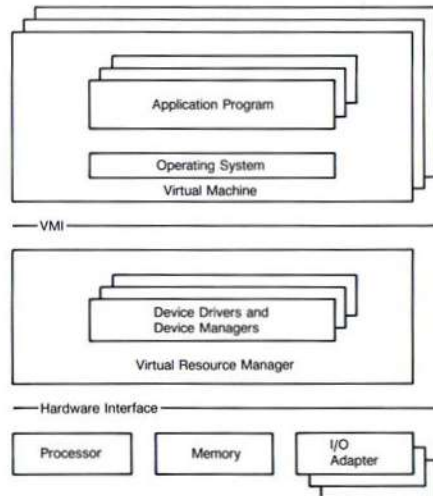 Application Program
Operating System
Virtual Machine
VMI
Device Drivers and
Device Managers
Virtual Resource Manager
Hardware Interface
Processor
Memory
I/O
Adapter